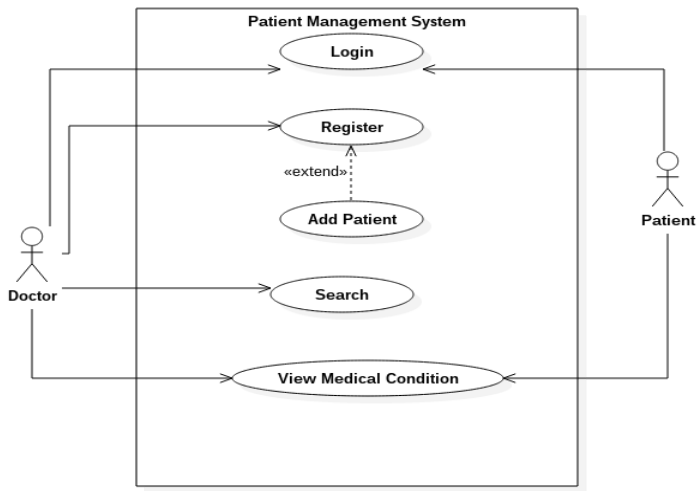 Patient Management System
Login
Register
«extend»
Add Patient
Patient
Doctor
Search
View Medical Condition